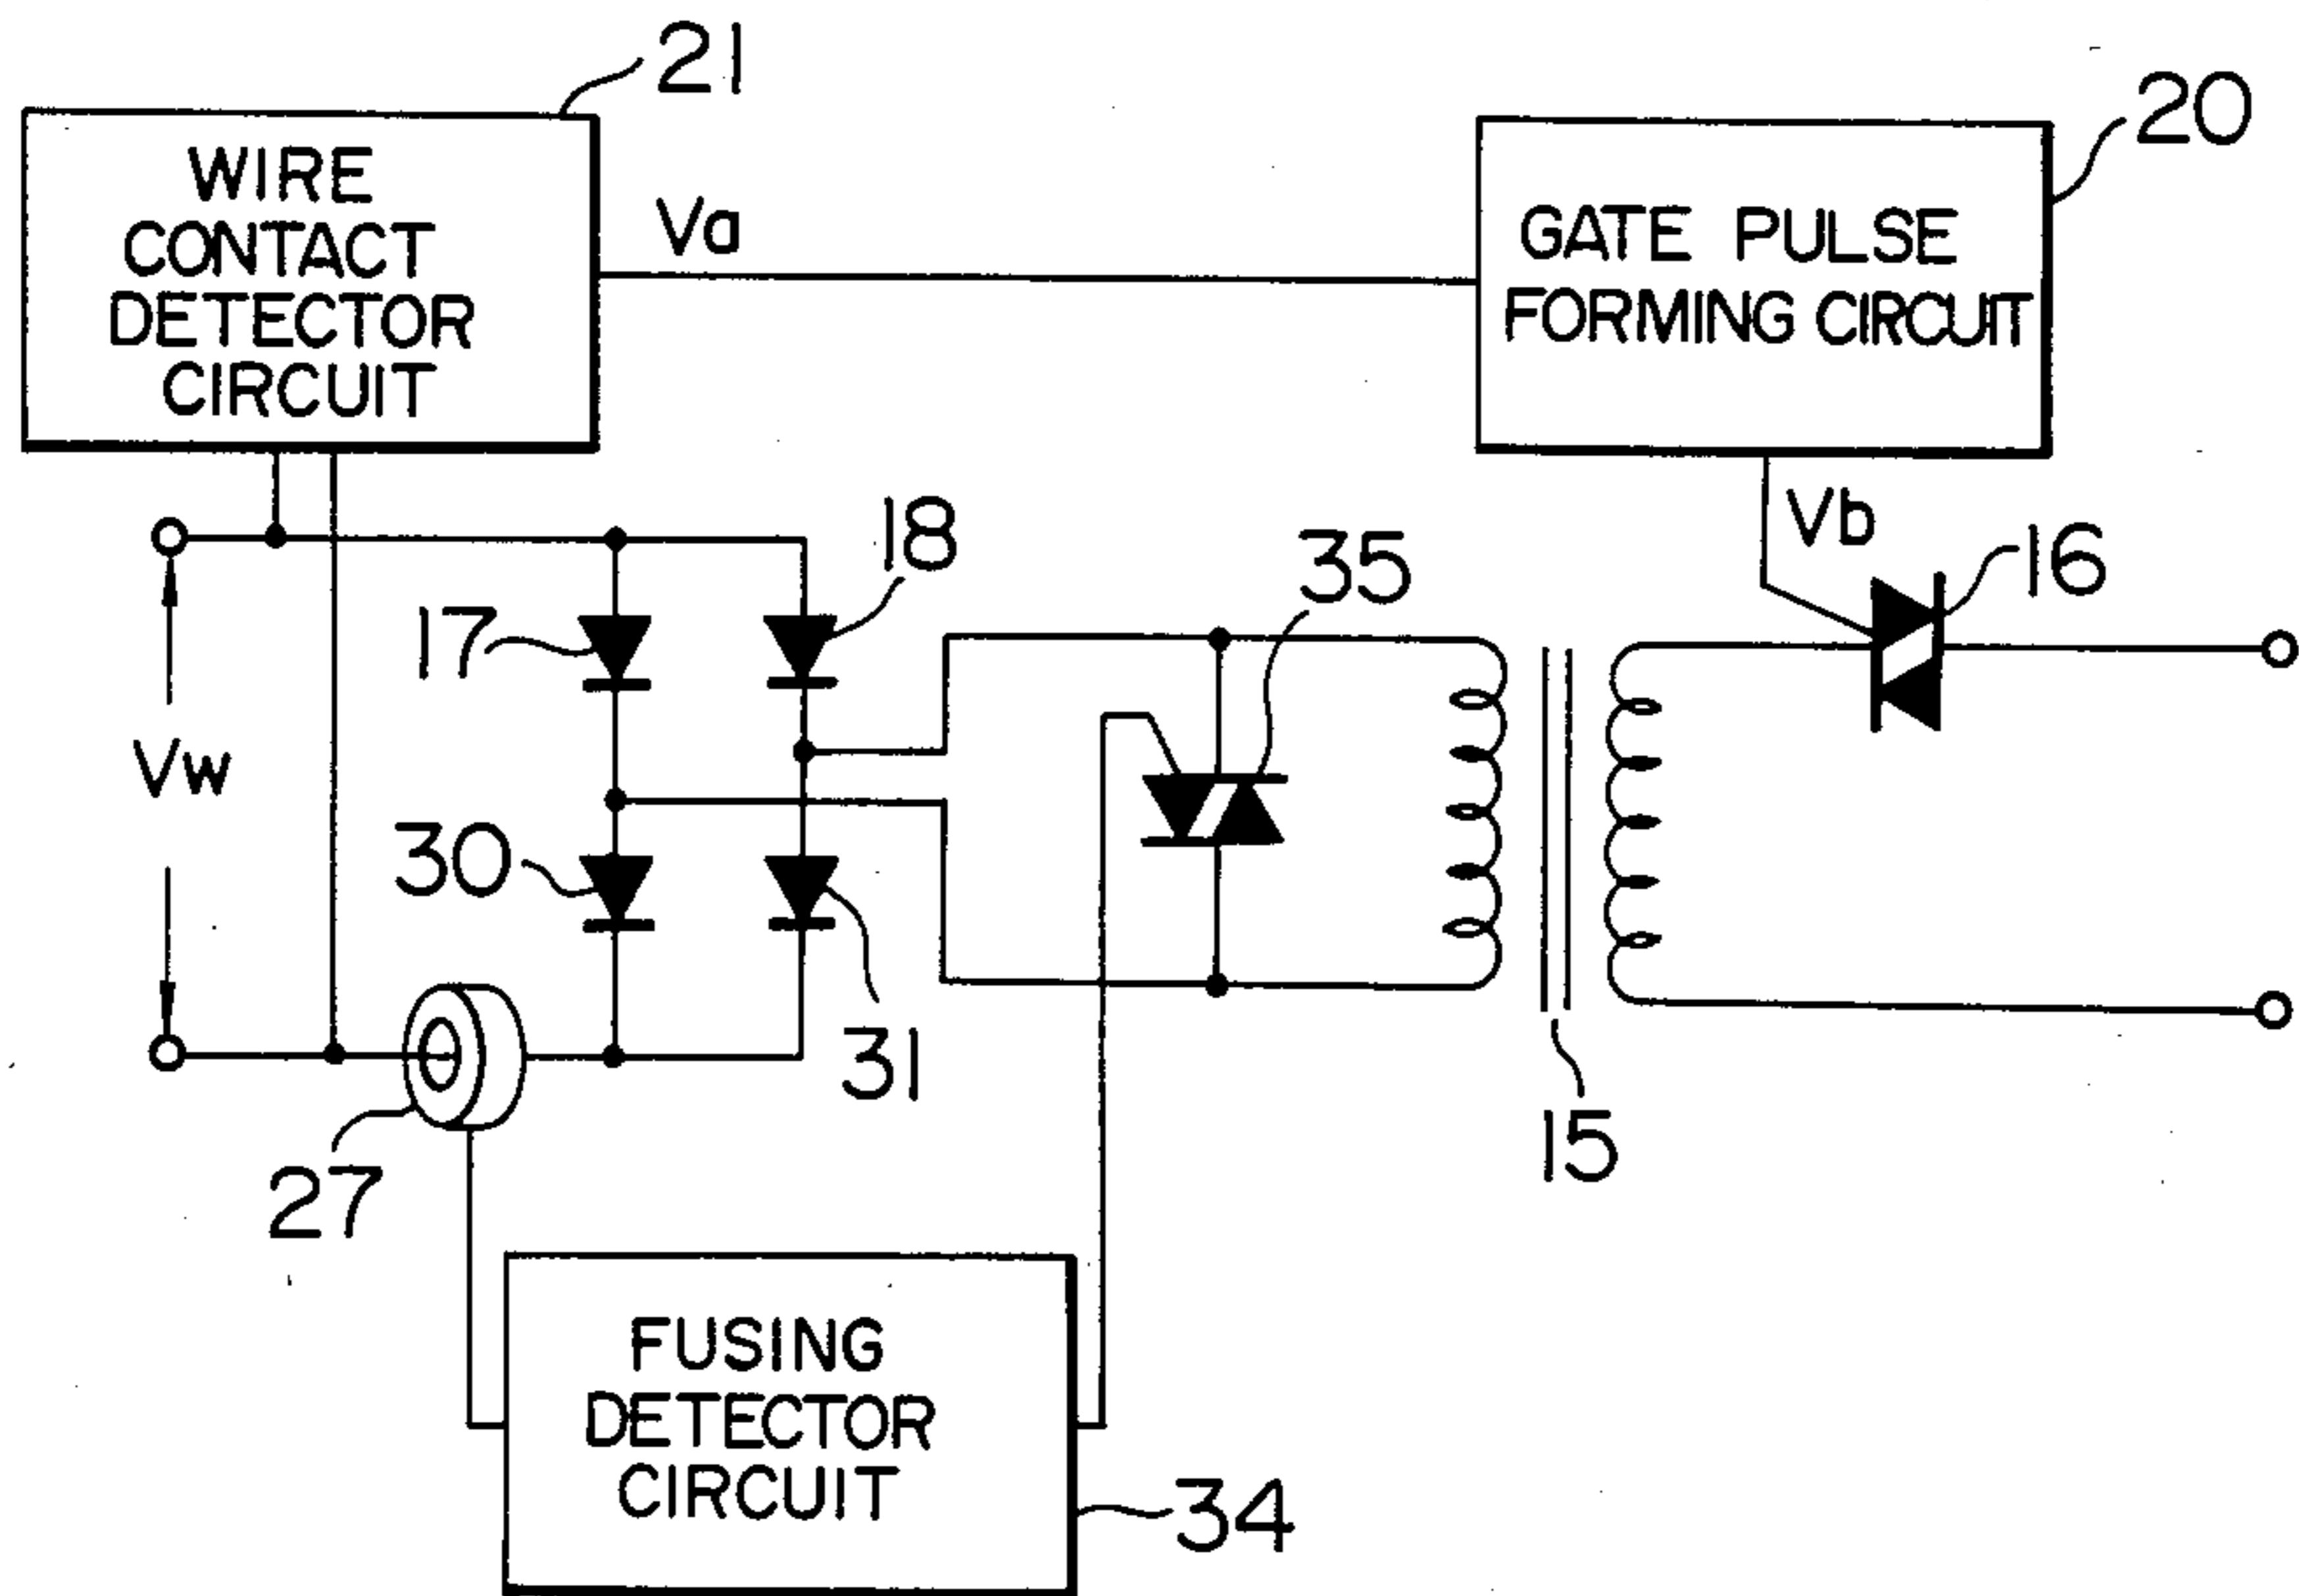 21
WIRE
CONTACT
DETECTOR
CIRCUIT
Va
20
GATE PULSE
FORMING CIRCUIT
Vb
16
18
17
35
Vw
30
31
27
15
FUSING
DETECTOR
CIRCUIT
34